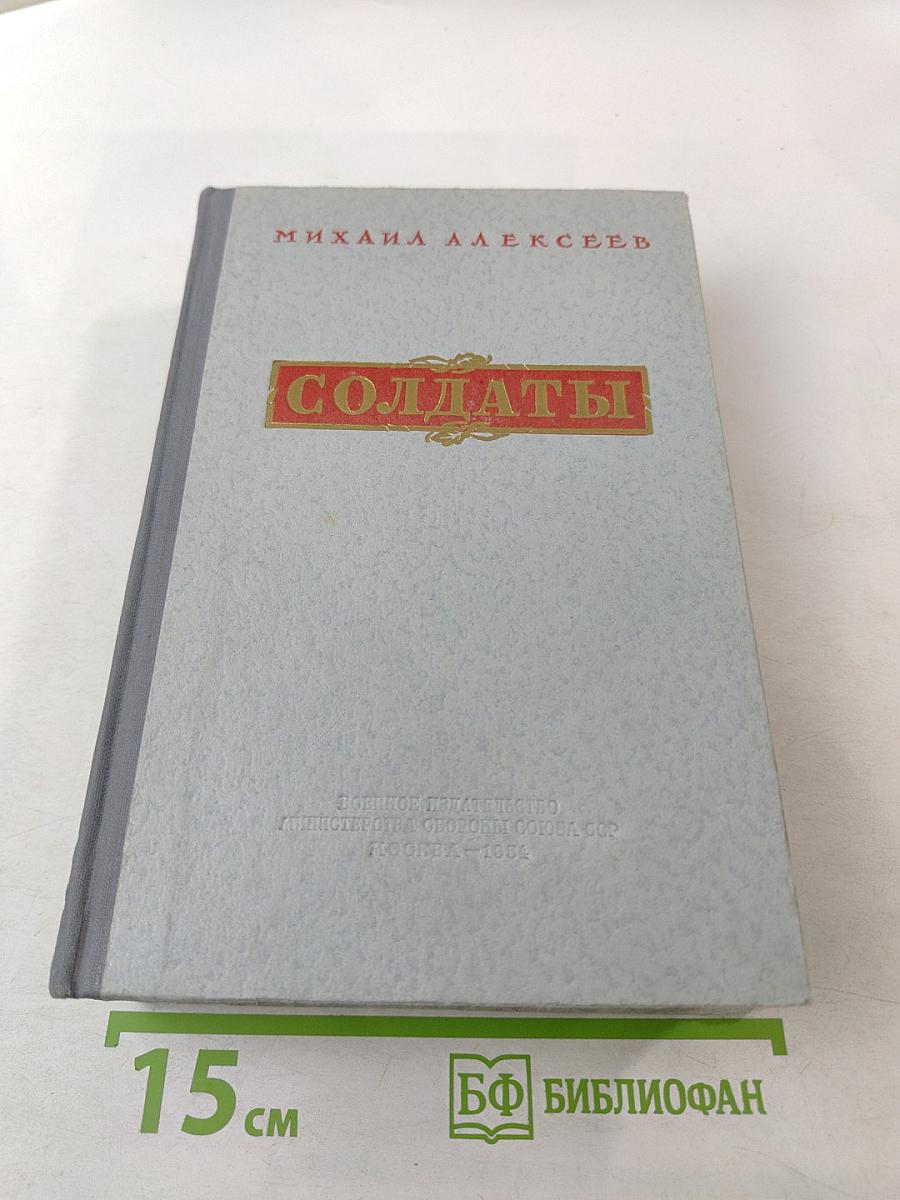 МИХАИЛ АЛЕКСЕЕВ
СОЛДАТЫ
ВОЕННОЕ ИЗДАТЕЛЬСТВО
МИНИСТЕРСТВА ОБОРОНЫ СОЮЗА ССР
МОСКВА—1954
15 см
БФ БИБЛИОФАН